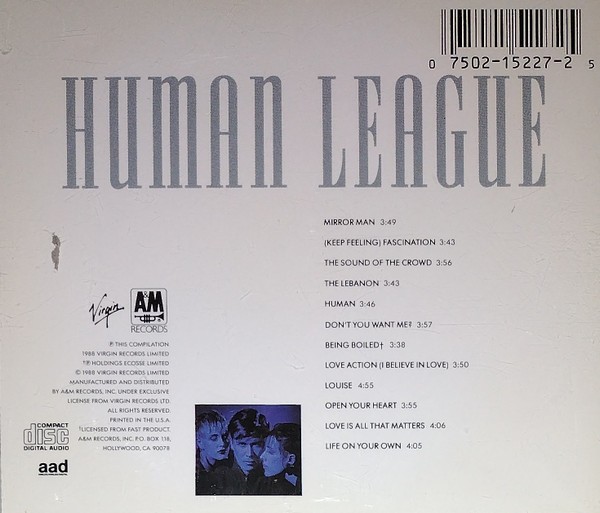 0 7502-15227-2 5
HUMAN LEAGUE
MIRROR MAN 3:49
(KEEP FEELING) FASCINATION 3:43
THE SOUND OF THE CROWD 3:56
THE LEBANON 3:43
HUMAN 3:46
DON'T YOU WANT ME? 3:57
BEING BOILED† 3:38
LOVE ACTION (I BELIEVE IN LOVE) 3:50
LOUISE 4:55
OPEN YOUR HEART 3:55
LOVE IS ALL THAT MATTERS 4:06
LIFE ON YOUR OWN 4:05
Virgin
A&M
RECORDS
℗ THIS COMPILATION
1988 VIRGIN RECORDS LIMITED
†℗ HOLDINGS ECOSSE LIMITED
© 1988 VIRGIN RECORDS LIMITED
MANUFACTURED AND DISTRIBUTED
BY A&M RECORDS, INC. UNDER EXCLUSIVE
LICENSE FROM VIRGIN RECORDS LTD.
ALL RIGHTS RESERVED.
PRINTED IN THE U.S.A.
†LICENSED FROM FAST PRODUCT.
A&M RECORDS, INC. P.O. BOX 118,
HOLLYWOOD, CA 90078
COMPACT
disc
DIGITAL AUDIO
aad